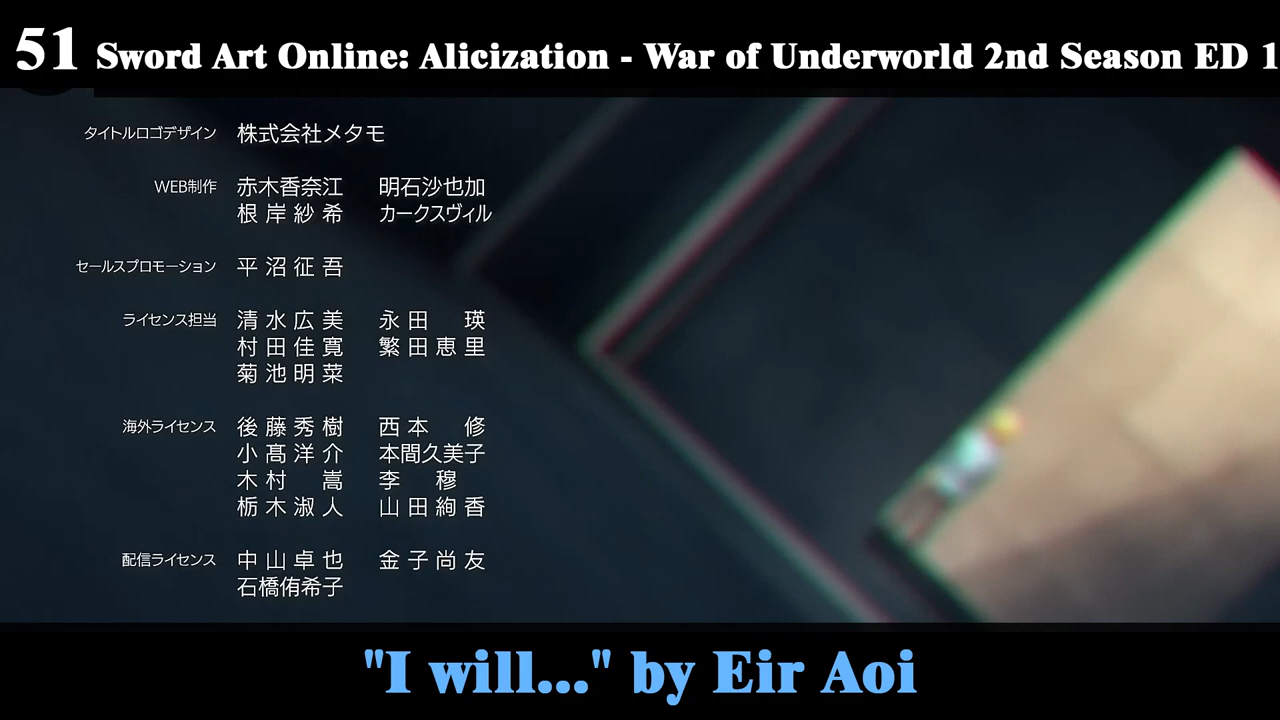 51 Sword Art Online: Alicization - War of Underworld 2nd Season ED 1
タイトルロゴデザイン 株式会社メタモ
WEB制作 赤木香奈江 明石沙也加
根岸紗希 カークスヴィル
セールスプロモーション 平沼征吾
ライセンス担当 清水広美 永田 瑛
村田佳寛 繁田恵里
菊池明菜
海外ライセンス 後藤秀樹 西本 修
小髙洋介 本間久美子
木村 嵩 李 穆
栃木淑人 山田絢香
配信ライセンス 中山卓也 金子尚友
石橋侑希子
"I will..." by Eir Aoi